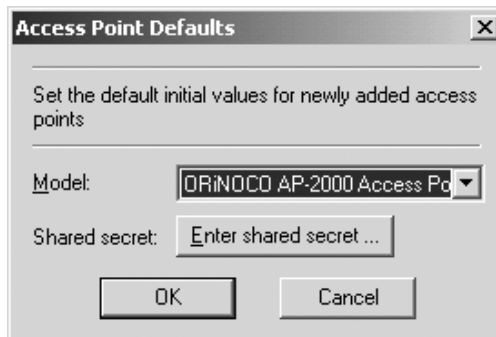 Access Point Defaults
Set the default initial values for newly added access
points
Model: ORiNOCO AP-2000 Access Po
Shared secret: Enter shared secret ...
OK Cancel